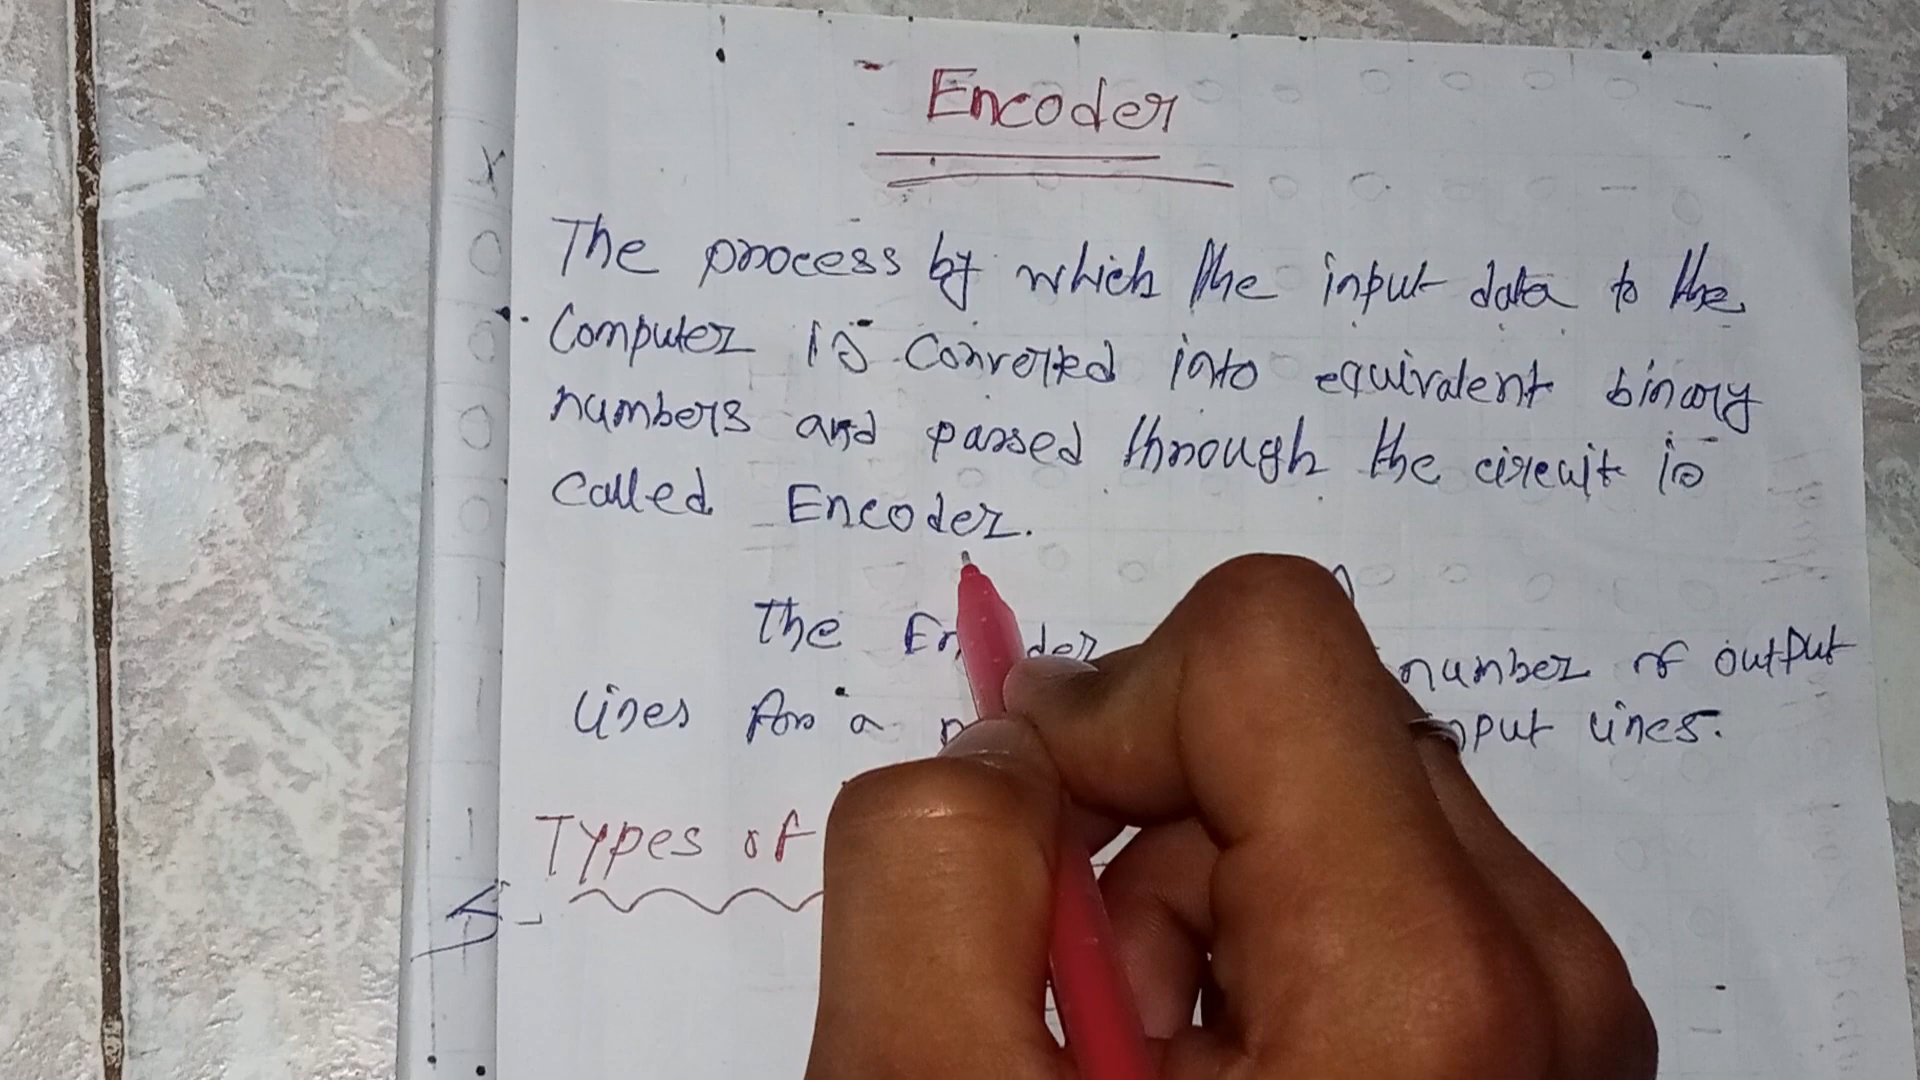 Encoder
The process by which the input data to the
Computer is converted into equivalent binary
numbers and passed through the circuit is
called Encoder.
The number of output
lines for a lines.
Types of